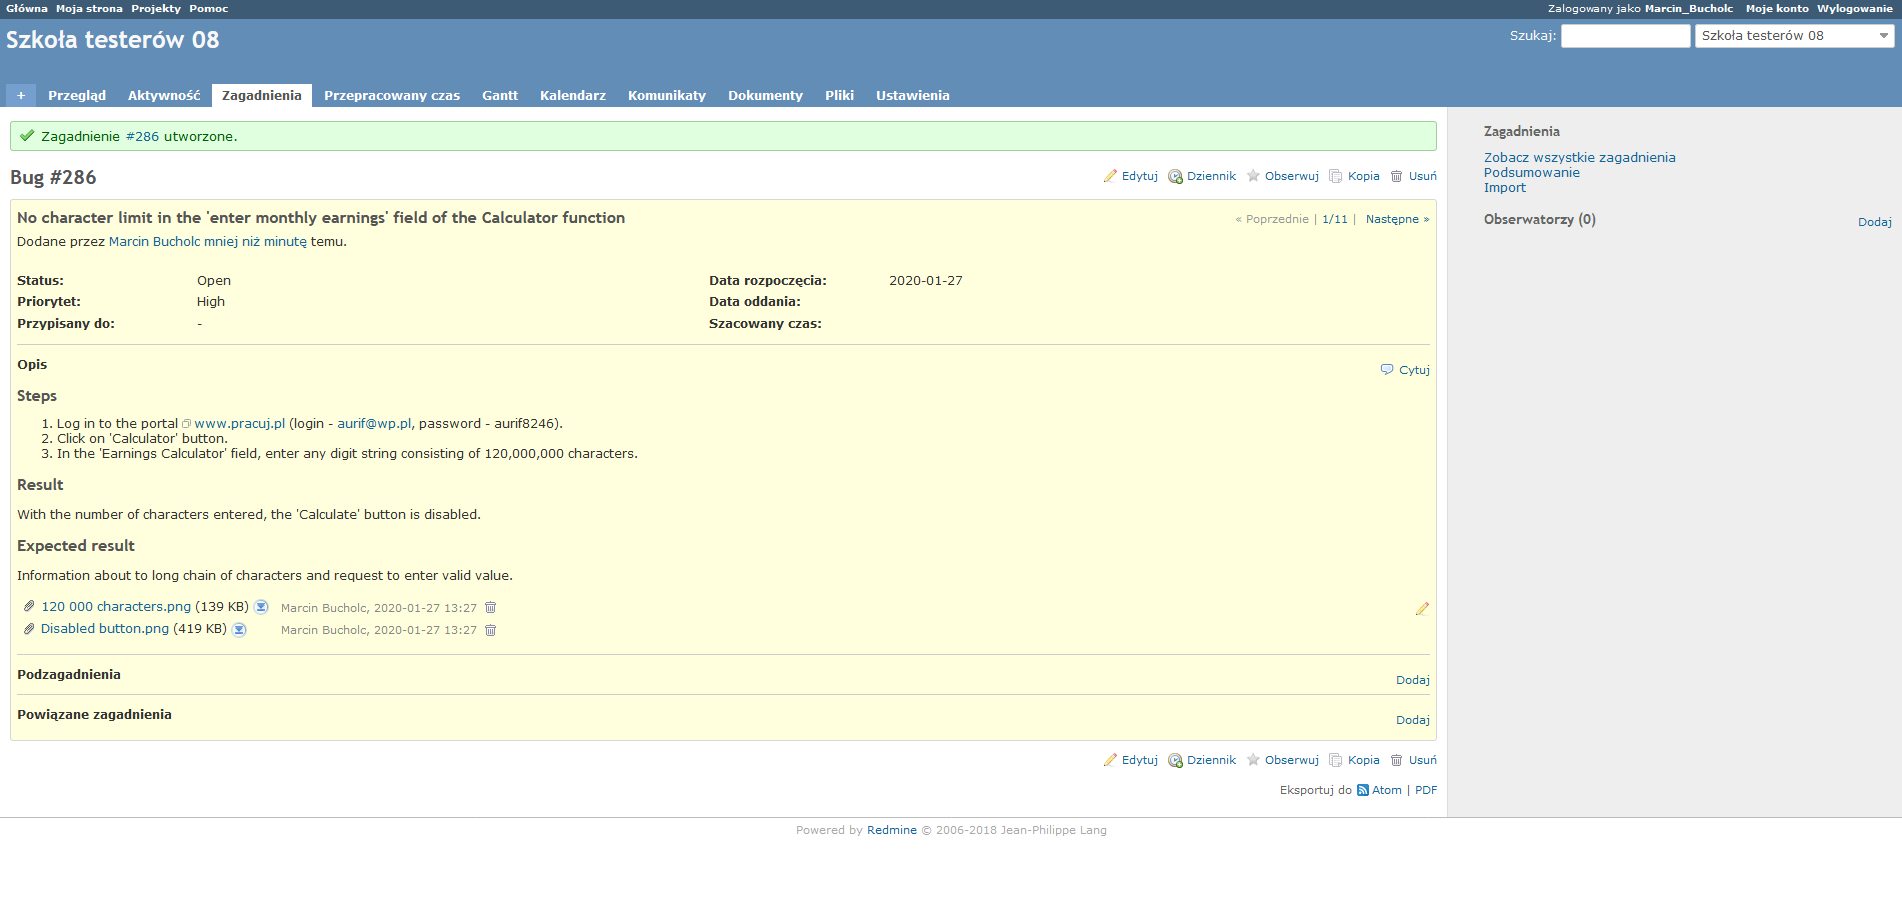 Główna Moja strona Projekty Pomoc
Zalogowany jako Marcin_Bucholc Moje konto Wylogowanie
Szkoła testerów 08
Szukaj: Szkoła testerów 08
+ Przegląd Aktywność Zagadnienia Przepracowany czas Gantt Kalendarz Komunikaty Dokumenty Pliki Ustawienia
Zagadnienie #286 utworzone.
Bug #286
Edytuj Dziennik Obserwuj Kopia Usuń
No character limit in the 'enter monthly earnings' field of the Calculator function
« Poprzednie | 1/11 | Następne »
Dodane przez Marcin Bucholc mniej niż minutę temu.
Status: Open Data rozpoczęcia: 2020-01-27
Priorytet: High Data oddania:
Przypisany do: - Szacowany czas:
Opis
Cytuj
Steps
1. Log in to the portal www.pracuj.pl (login - aurif@wp.pl, password - aurif8246).
2. Click on 'Calculator' button.
3. In the 'Earnings Calculator' field, enter any digit string consisting of 120,000,000 characters.
Result
With the number of characters entered, the 'Calculate' button is disabled.
Expected result
Information about to long chain of characters and request to enter valid value.
120 000 characters.png (139 KB) Marcin Bucholc, 2020-01-27 13:27
Disabled button.png (419 KB) Marcin Bucholc, 2020-01-27 13:27
Podzagadnienia
Dodaj
Powiązane zagadnienia
Dodaj
Edytuj Dziennik Obserwuj Kopia Usuń
Eksportuj do Atom | PDF
Zagadnienia
Zobacz wszystkie zagadnienia
Podsumowanie
Import
Obserwatorzy (0)
Dodaj
Powered by Redmine © 2006-2018 Jean-Philippe Lang